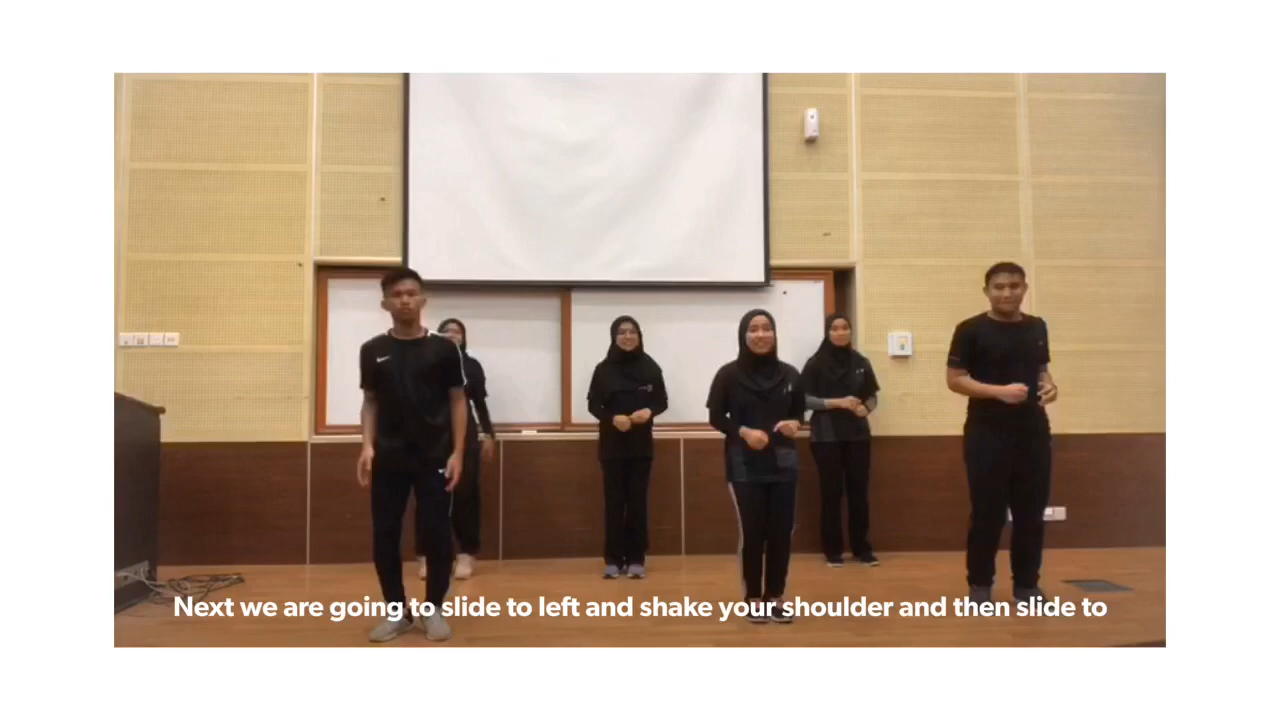 Next we are going to slide to left and shake your shoulder and then slide to